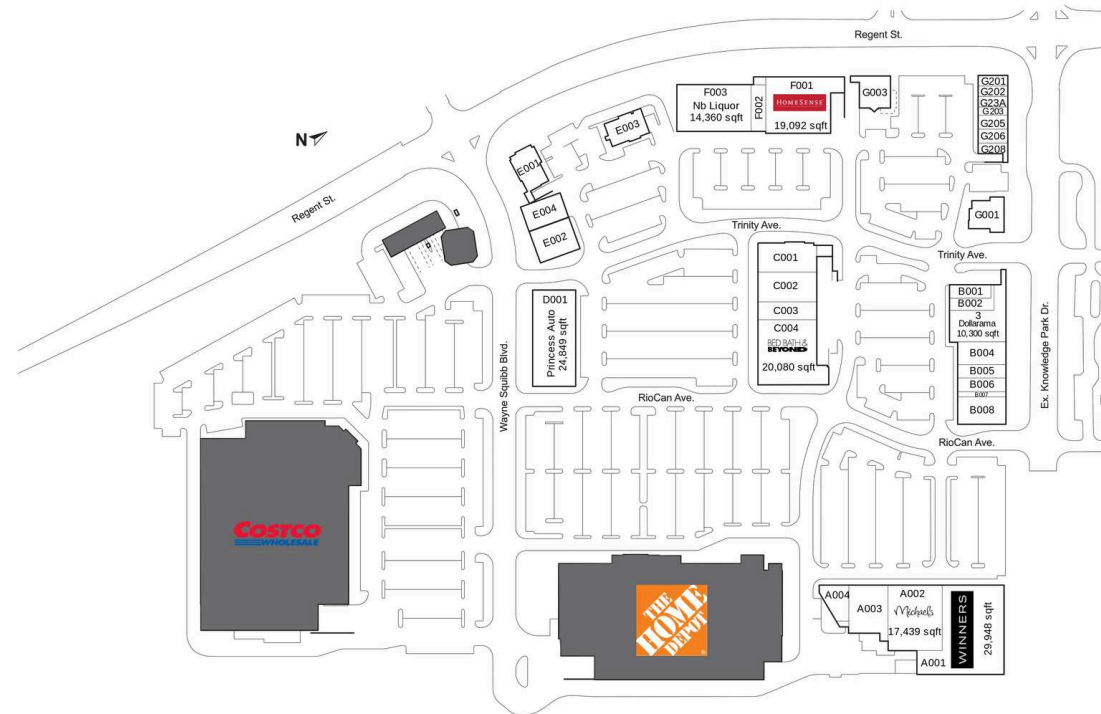 Regent St.
F003
Nb Liquor
14,360 sqft
F002
F001
HOMESENSE
19,092 sqft
G003
G201
G202
G23A
G203
G205
G206
G208
N
E003
E001
E004
E002
Regent St.
G001
Trinity Ave.
Trinity Ave.
C001
C002
C003
C004
BED BATH &
BEYOND
20,080 sqft
B001
B002
3
Dollarama
10,300 sqft
B004
B005
B006
B007
B008
D001
Princess Auto
24,849 sqft
Wayne Squibb Blvd.
RioCan Ave.
Ex. Knowledge Park Dr.
RioCan Ave.
COSTCO
WHOLESALE
THE
HOME
DEPOT
A004
A003
A002
Michaels
17,439 sqft
WINNERS
29,948 sqft
A001